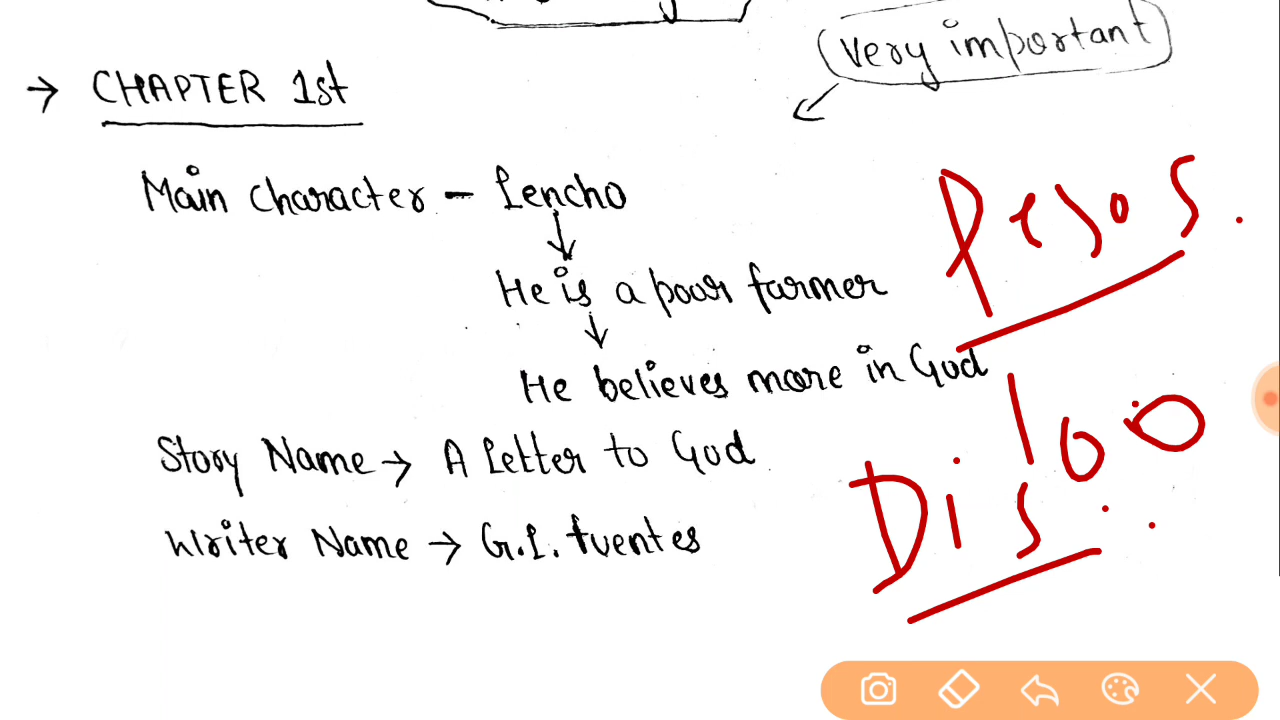 very important
→ CHAPTER 1st
Main character - Lencho
He is a poor farmer
He believes more in God
Story Name → A Letter to God
Writer Name → G.L. fuentes
Pesos.
100
Dis